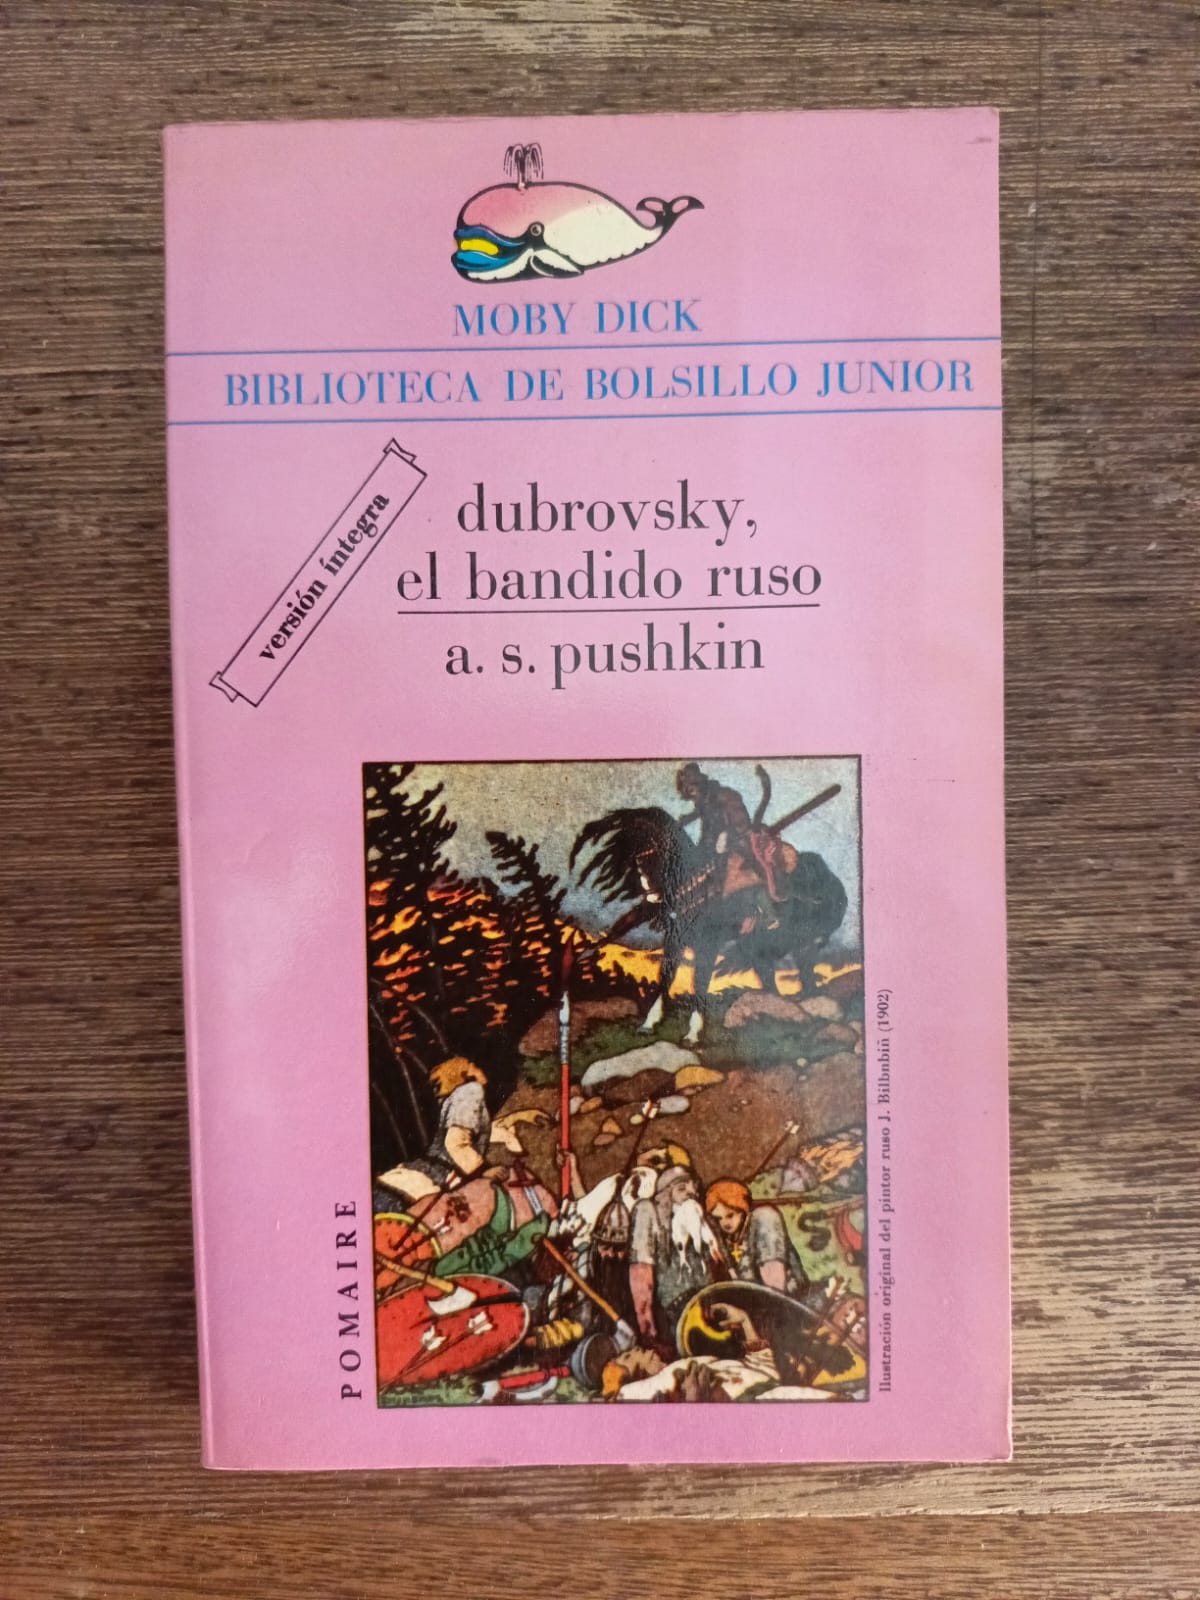 MOBY DICK
BIBLIOTECA DE BOLSILLO JUNIOR
versión íntegra
dubrovsky,
el bandido ruso
a. s. pushkin
POMAIRE
Ilustración original del pintor ruso J. Bilbnbiñ (1902)